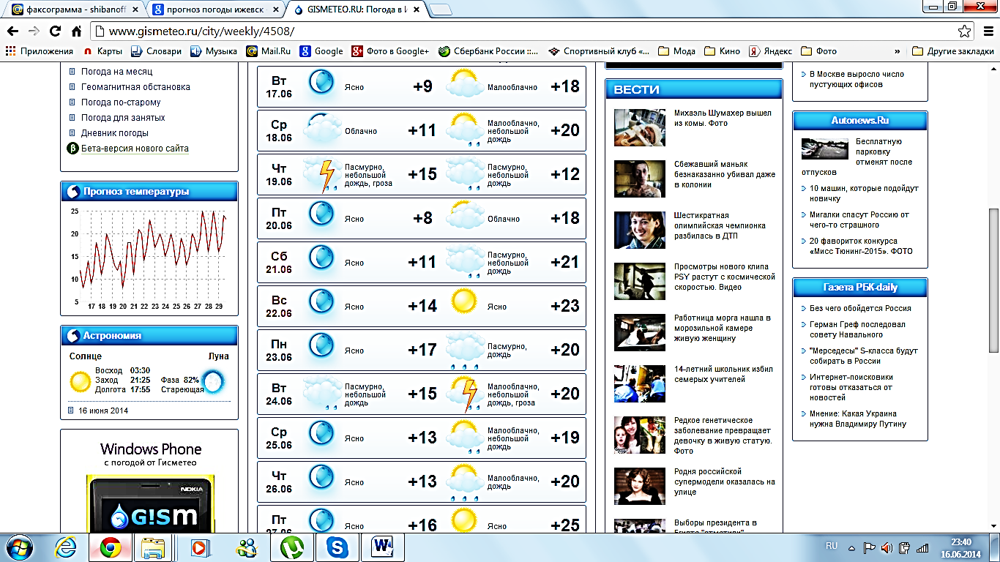 факсограмма - shibanoff
прогноз погоды ижевск
GISMETEO.RU: Погода в И
www.gismeteo.ru/city/weekly/4508/
Приложения
Карты
Словари
Музыка
Mail.Ru
Google
Фото в Google+
Сбербанк России ::...
Спортивный клуб «...
Мода
Кино
Яндекс
Фото
»
Другие закладки
Погода на месяц
Геомагнитная обстановка
Погода по-старому
Погода для занятых
Дневник погоды
β Бета-версия нового сайта
Прогноз температуры
25
20
15
10
5
17 18 19 20 21 22 23 24 25 26 27 28 29
Астрономия
Солнце Луна
Восход 03:30
Заход 21:25 Фаза 82%
Долгота 17:55 Стареющая
16 июня 2014
Windows Phone
с погодой от Гисметео
NOKIA
G!SM
Вт
17.06
Ясно
+9
Малооблачно
+18
Ср
18.06
Облачно
+11
Малооблачно,
небольшой
дождь
+20
Чт
19.06
Пасмурно,
небольшой
дождь, гроза
+15
Пасмурно,
небольшой
дождь
+12
Пт
20.06
Ясно
+8
Облачно
+18
Сб
21.06
Ясно
+11
Пасмурно,
небольшой
дождь
+21
Вс
22.06
Ясно
+14
Ясно
+23
Пн
23.06
Ясно
+17
Пасмурно,
дождь
+20
Вт
24.06
Пасмурно,
небольшой
дождь
+15
Малооблачно,
небольшой
дождь, гроза
+20
Ср
25.06
Ясно
+13
Малооблачно,
небольшой
дождь
+19
Чт
26.06
Ясно
+13
Малооблачно,
дождь
+20
Пт
27.06
Ясно
+16
Ясно
+25
ВЕСТИ
Михаэль Шумахер вышел
из комы. Фото
Сбежавший маньяк
безнаказанно убивал даже
в колонии
Шестикратная
олимпийская чемпионка
разбилась в ДТП
Просмотры нового клипа
PSY растут с космической
скоростью. Видео
Работница морга нашла в
морозильной камере
живую женщину
14-летний школьник избил
семерых учителей
Редкое генетическое
заболевание превращает
девочку в живую статую.
Фото
Родня российской
супермодели оказалась на
улице
Выборы президента в
Египте "отметили"
В Москве выросло число
пустующих офисов
Autonews.Ru
Бесплатную
парковку
отменят после
отпусков
10 машин, которые подойдут
новичку
Мигалки спасут Россию от
чего-то страшного
20 фавориток конкурса
«Мисс Тюнинг-2015». ФОТО
Газета РБК-daily
Без чего обойдется Россия
Герман Греф последовал
совету Навального
"Мерседесы" S-класса будут
собирать в России
Интернет-поисковики
готовы отказаться от
новостей
Мнение: Какая Украина
нужна Владимиру Путину
RU
23:40
16.06.2014